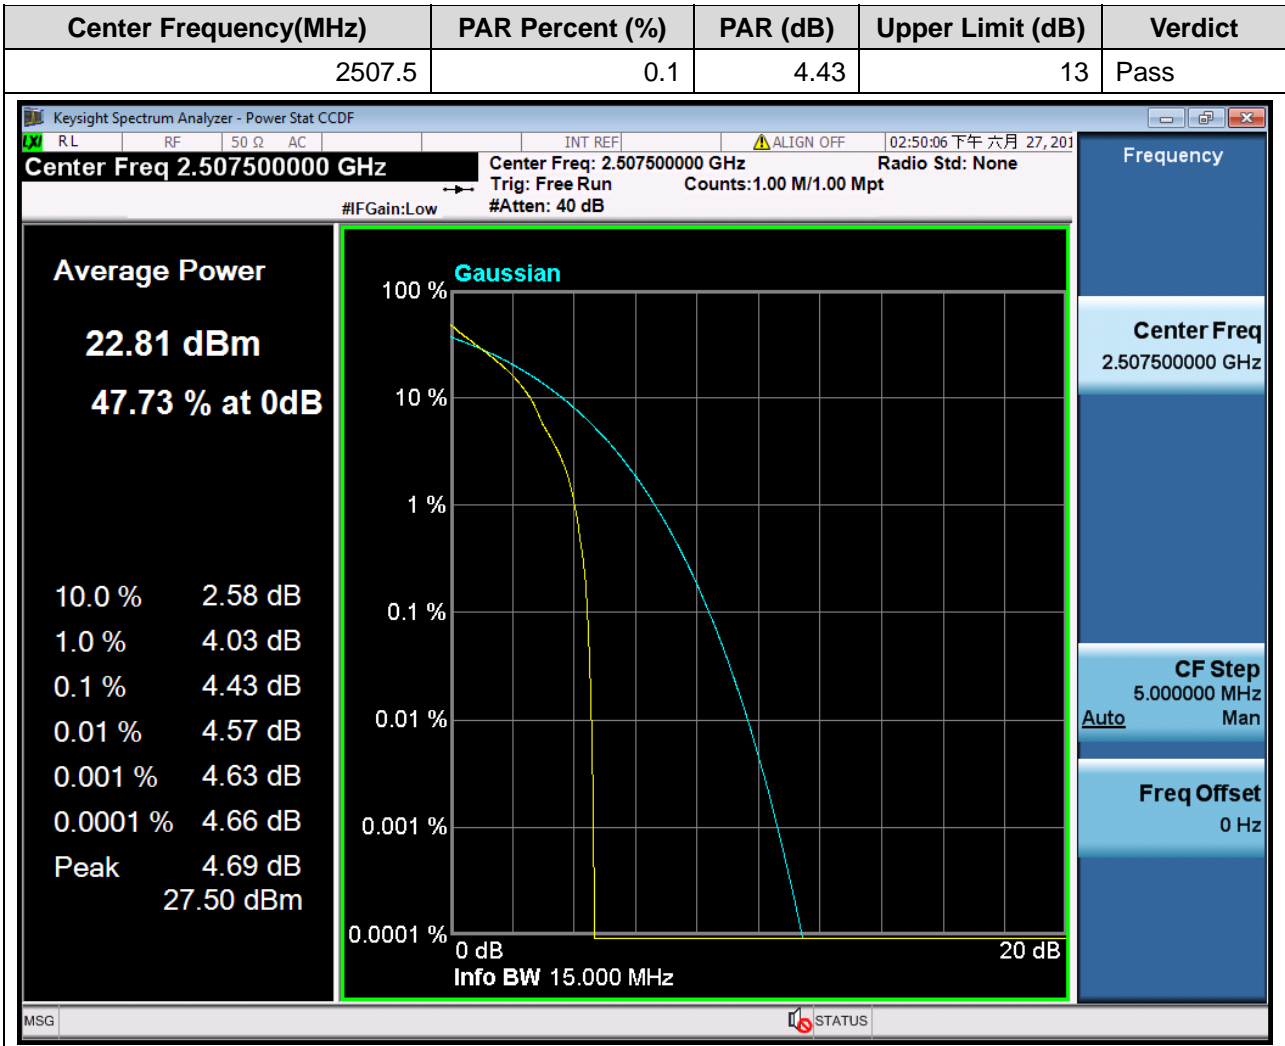 Center Frequency(MHz) PAR Percent (%) PAR (dB) Upper Limit (dB) Verdict
2507.5 0.1 4.43 13 Pass
Keysight Spectrum Analyzer - Power Stat CCDF
LXI RL RF 50 Ω AC INT REF ALIGN OFF 02:50:06 下午 六月 27, 201
Center Freq 2.507500000 GHz
Center Freq: 2.507500000 GHz Radio Std: None
Trig: Free Run Counts:1.00 M/1.00 Mpt
#IFGain:Low #Atten: 40 dB
Average Power
22.81 dBm
47.73 % at 0dB
10.0 % 2.58 dB
1.0 % 4.03 dB
0.1 % 4.43 dB
0.01 % 4.57 dB
0.001 % 4.63 dB
0.0001 % 4.66 dB
Peak 4.69 dB
27.50 dBm
Gaussian
100 %
10 %
1 %
0.1 %
0.01 %
0.001 %
0.0001 %
0 dB 20 dB
Info BW 15.000 MHz
Frequency
Center Freq
2.507500000 GHz
CF Step
5.000000 MHz
Auto Man
Freq Offset
0 Hz
MSG STATUS